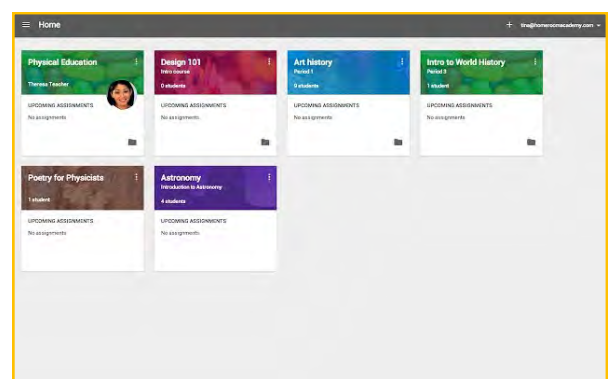 Home
+ tina@homeroomacademy.com
Physical Education
Theresa Teacher
UPCOMING ASSIGNMENTS
No assignments
Design 101
Intro course
0 students
UPCOMING ASSIGNMENTS
No assignments
Art history
Period 1
0 students
UPCOMING ASSIGNMENTS
No assignments
Intro to World History
Period 3
1 student
UPCOMING ASSIGNMENTS
No assignments
Poetry for Physicists
1 student
UPCOMING ASSIGNMENTS
No assignments
Astronomy
Introduction to Astronomy
4 students
UPCOMING ASSIGNMENTS
No assignments